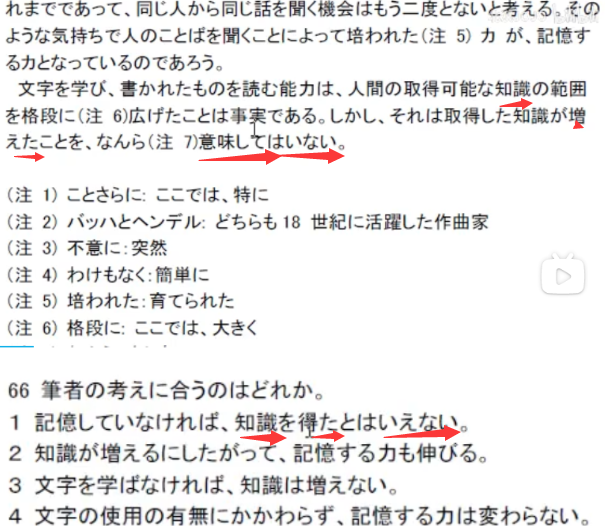 れまでであって、同じ人から同じ話を聞く機会はもう二度とないと考える。その
ような気持ちで人のことばを聞くことによって培われた(注 5) カ が、記憶す
る力となっているのであろう。
文字を学び、書かれたものを読む能力は、人間の取得可能な知識の範囲
を格段に(注 6)広げたことは事実である。しかし、それは取得した知識が増
えたことを、なんら(注 7)意味してはいない。
(注 1) ことさらに: ここでは、特に
(注 2) バッハとヘンデル: どちらも18 世紀に活躍した作曲家
(注 3) 不意に:突然
(注 4) わけもなく:簡単に
(注 5) 培われた:育てられた
(注 6) 格段に: ここでは、大きく
66 筆者の考えに合うのはどれか。
1 記憶していなければ、知識を得たとはいえない。
2 知識が増えるにしたがって、記憶する力も伸びる。
3 文字を学ばなければ、知識は増えない。
4 文字の使用の有無にかかわらず、記憶する力は変わらない。